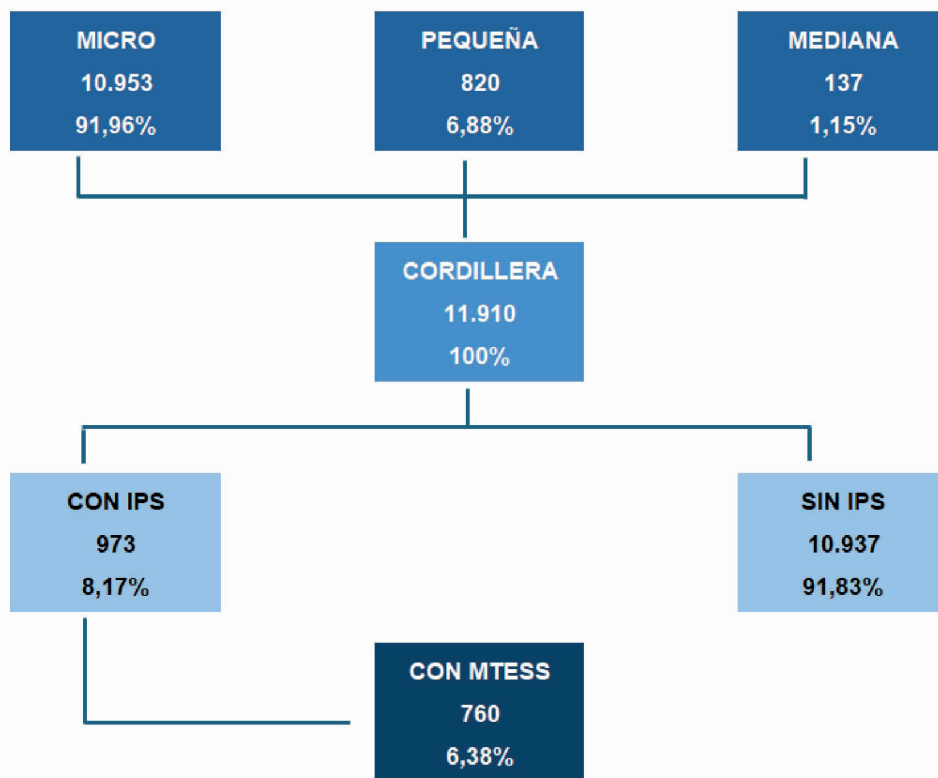 MICRO
10.953
91,96%
PEQUEÑA
820
6,88%
MEDIANA
137
1,15%
CORDILLERA
11.910
100%
CON IPS
973
8,17%
SIN IPS
10.937
91,83%
CON MTESS
760
6,38%